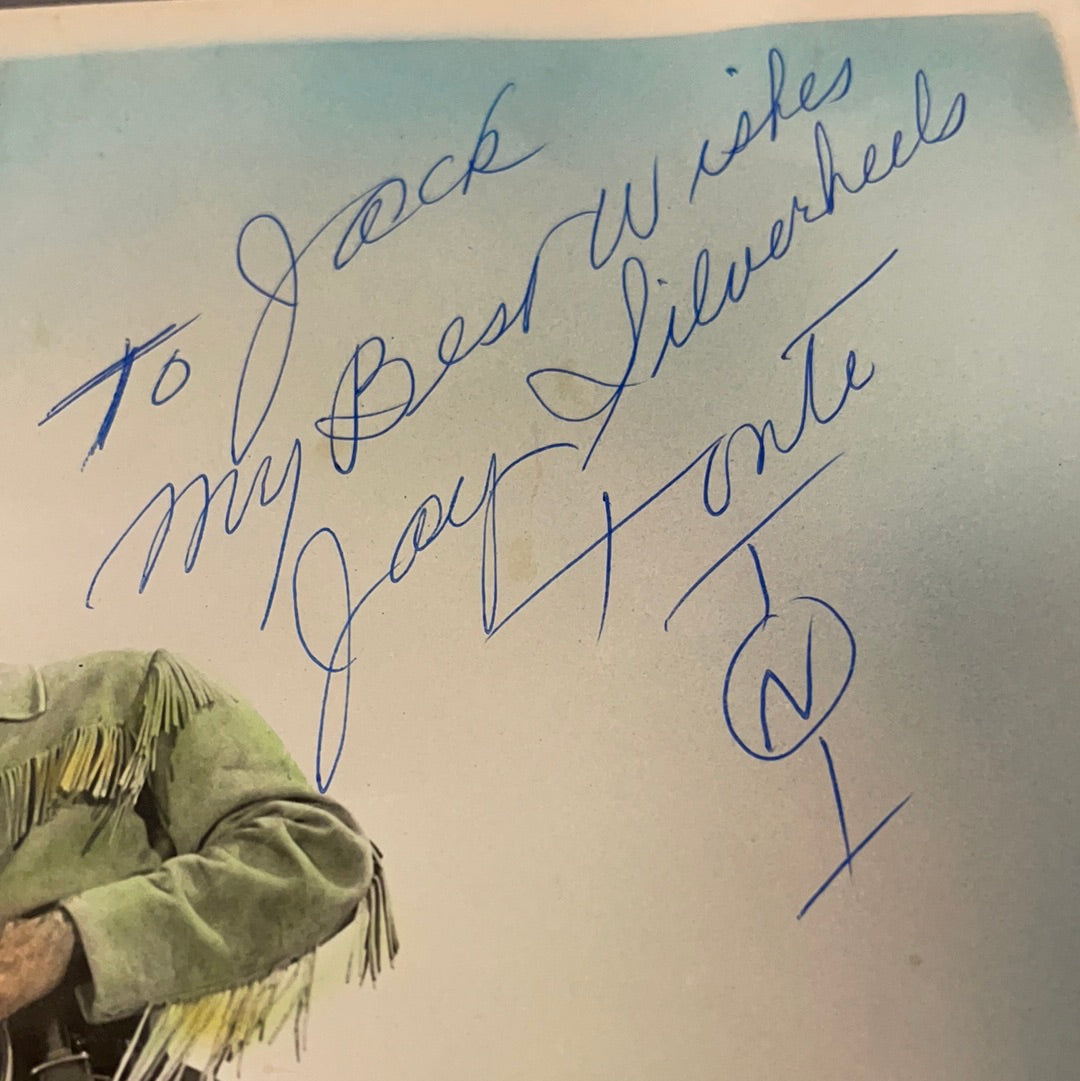 To Jack
My Best Wishes
Jay Silverheels
Tonto
T
N
T